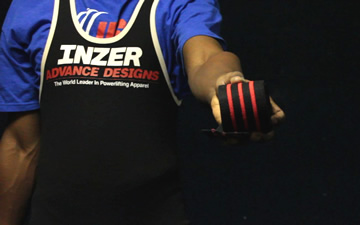 INZER
ADVANCE DESIGNS
The World Leader In Powerlifting Apparel